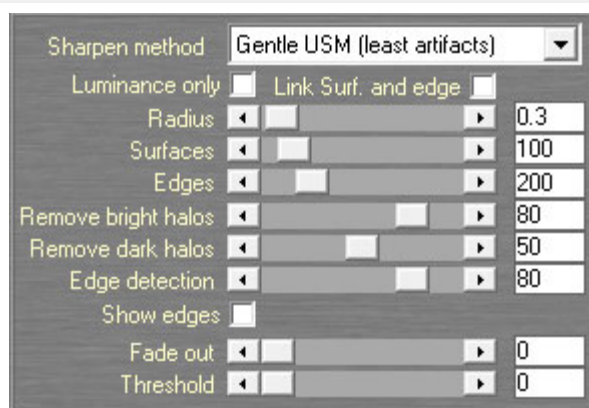 Sharpen method Gentle USM (least artifacts)
Luminance only Link Surf. and edge
Radius 0.3
Surfaces 100
Edges 200
Remove bright halos 80
Remove dark halos 50
Edge detection 80
Show edges
Fade out 0
Threshold 0